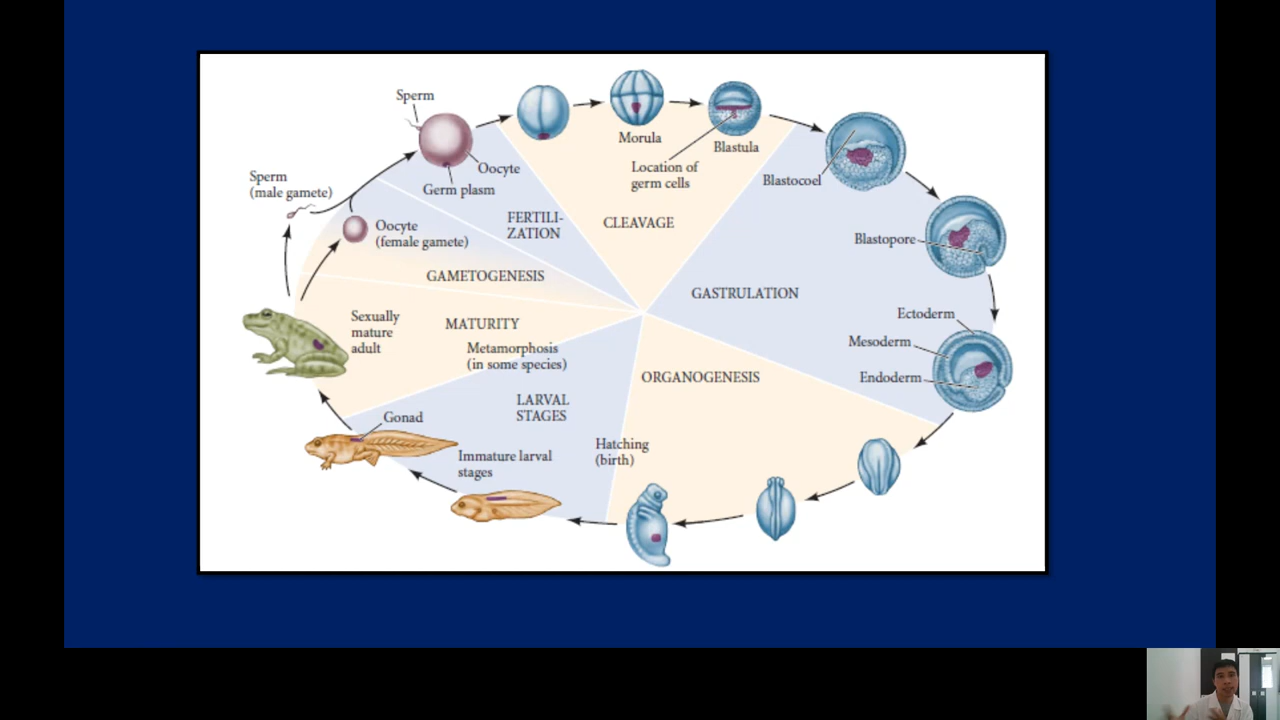 Sperm
Morula
Blastula
Location of
germ cells
Oocyte
Germ plasm
Blastocoel
Sperm
(male gamete)
Oocyte
(female gamete)
FERTILI-
ZATION
CLEAVAGE
Blastopore
GAMETOGENESIS
GASTRULATION
Ectoderm
Mesoderm
Endoderm
Sexually
mature
adult
MATURITY
Metamorphosis
(in some species)
ORGANOGENESIS
LARVAL
STAGES
Gonad
Hatching
(birth)
Immature larval
stages